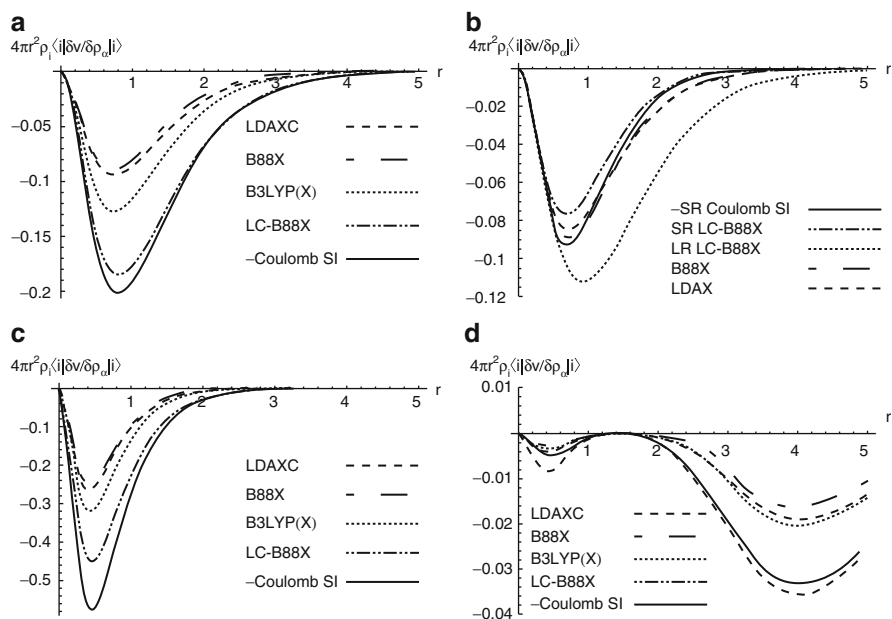 a
4πr²ρᵢ⟨i|δv/δρα|i⟩
r
1 2 3 4 5
−0.05
−0.1
−0.15
−0.2
LDAXC
B88X
B3LYP(X)
LC-B88X
−Coulomb SI
b
4πr²ρᵢ⟨i|δv/δρα|i⟩
r
1 2 3 4 5
−0.02
−0.04
−0.06
−0.08
−0.1
−0.12
−SR Coulomb SI
SR LC-B88X
LR LC-B88X
B88X
LDAX
c
4πr²ρᵢ⟨i|δv/δρα|i⟩
r
1 2 3 4 5
−0.1
−0.2
−0.3
−0.4
−0.5
LDAXC
B88X
B3LYP(X)
LC-B88X
−Coulomb SI
d
4πr²ρᵢ⟨i|δv/δρα|i⟩
0.01
r
1 2 3 4 5
−0.01
−0.02
−0.03
−0.04
LDAXC
B88X
B3LYP(X)
LC-B88X
−Coulomb SI